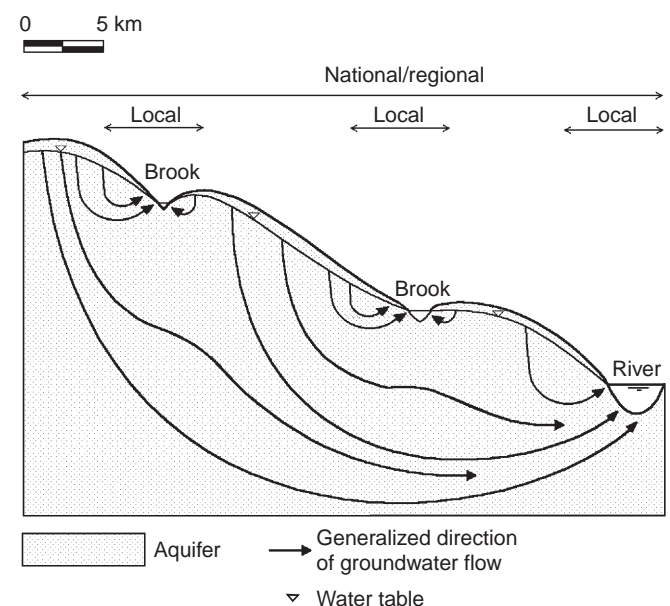 0 5 km
National/regional
Local Local Local
Brook
Brook
River
Aquifer
Generalized direction
of groundwater flow
Water table